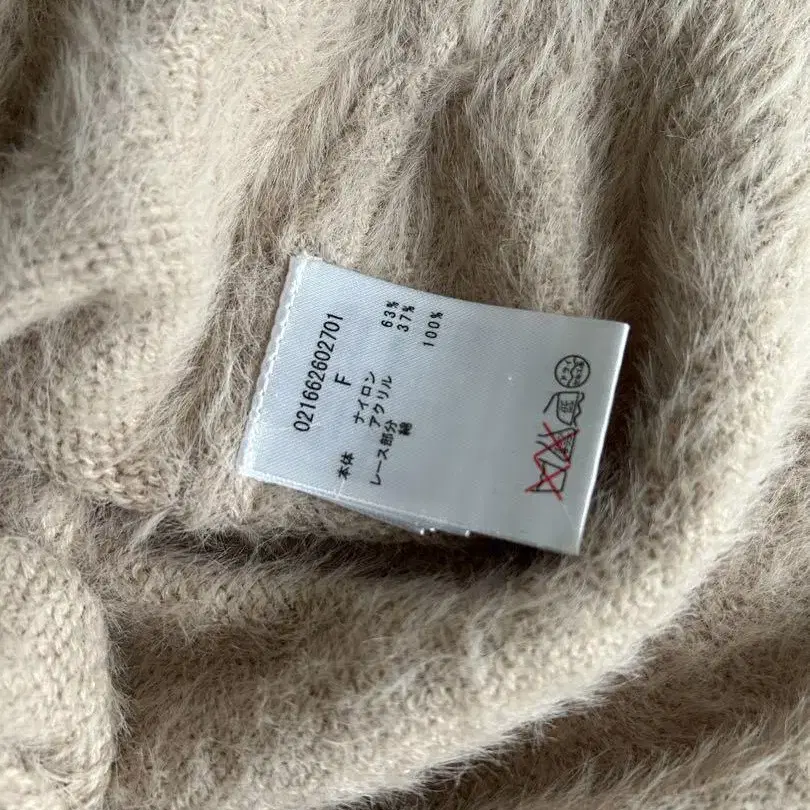 021662602701
F
本体 ナイロン 63%
アクリル 37%
レース部分
綿 100%